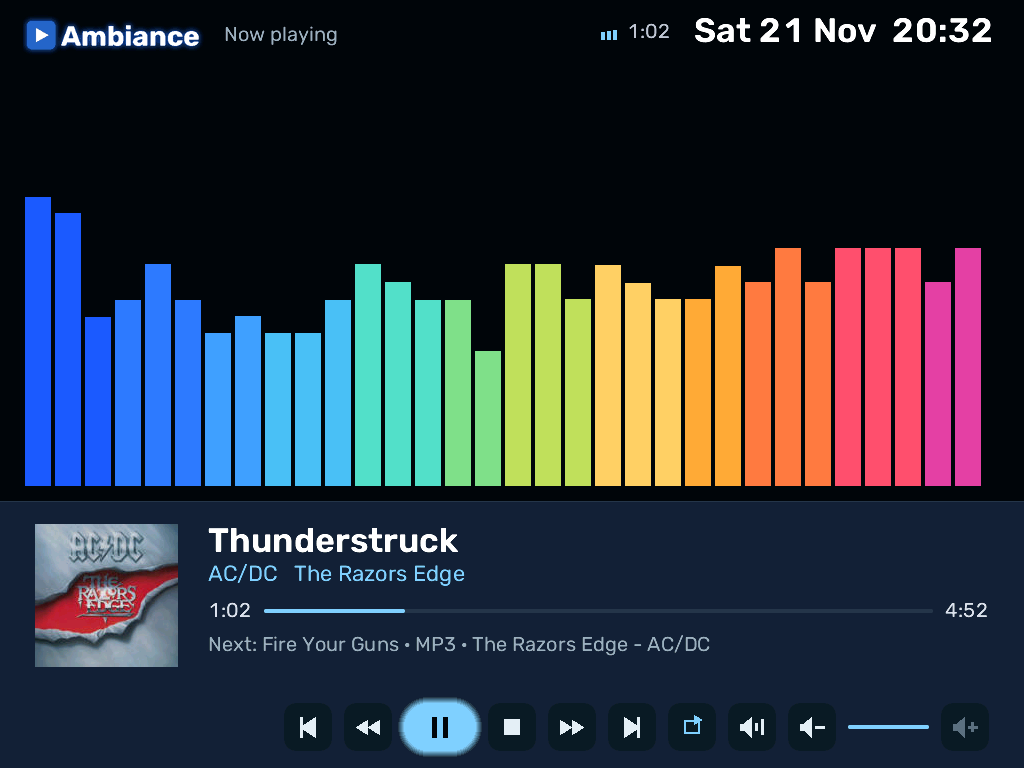 Ambiance Now playing 1:02 Sat 21 Nov 20:32
AC/DC
THE
RAZORS
EDGE
Thunderstruck
AC/DC The Razors Edge
1:02 4:52
Next: Fire Your Guns • MP3 • The Razors Edge - AC/DC